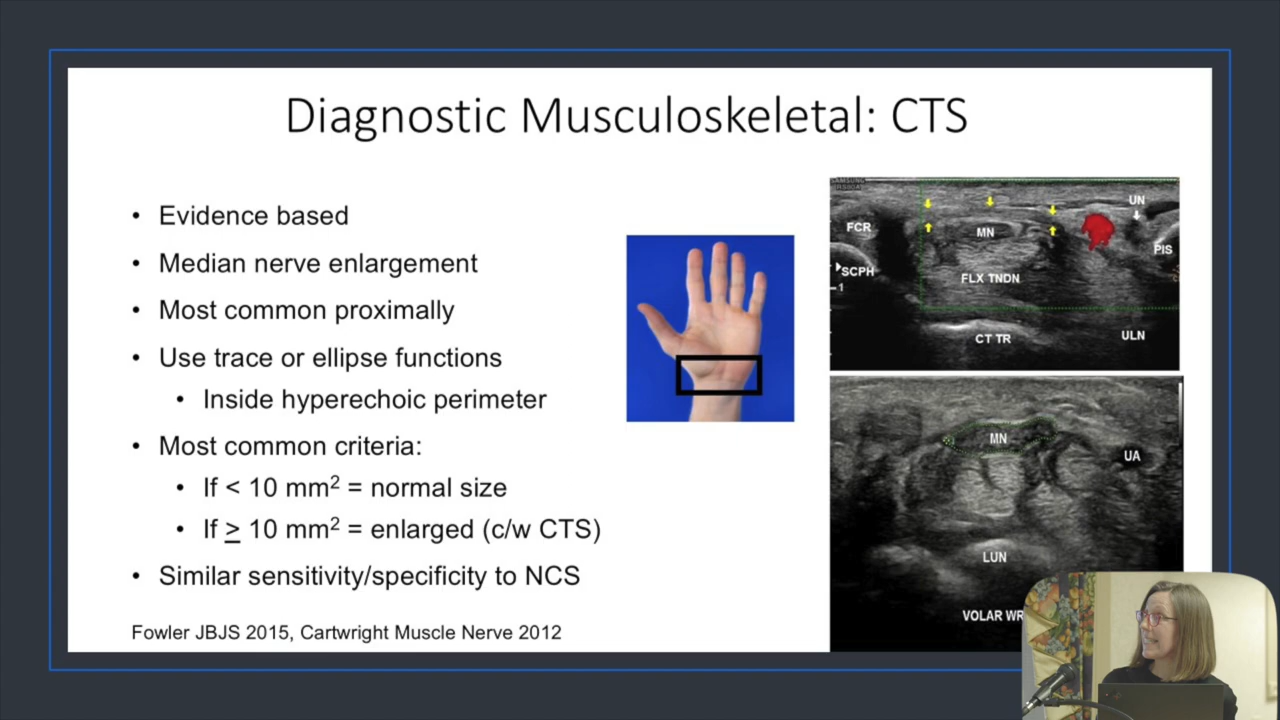 Diagnostic Musculoskeletal: CTS
• Evidence based
• Median nerve enlargement
• Most common proximally
• Use trace or ellipse functions
• Inside hyperechoic perimeter
• Most common criteria:
• If < 10 mm² = normal size
• If ≥ 10 mm² = enlarged (c/w CTS)
• Similar sensitivity/specificity to NCS
Fowler JBJS 2015, Cartwright Muscle Nerve 2012
SAMSUNG
UN
FCR
MN
PIS
SCPH
FLX TNDN
1
CT TR
ULN
MN
UA
LUN
VOLAR WR